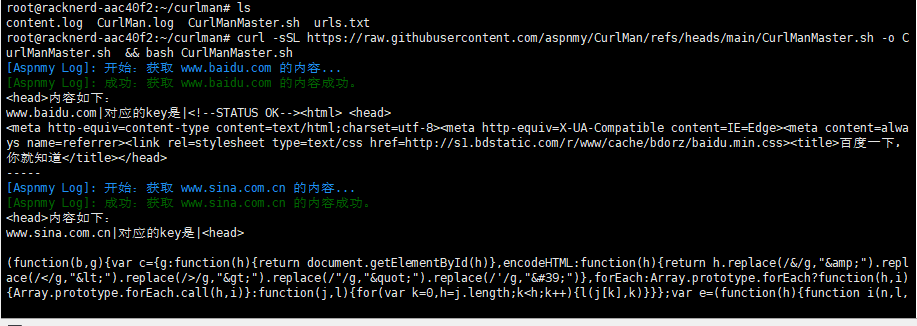 root@racknerd-aac40f2:~/curlman# ls
content.log  CurlMan.log  CurlManMaster.sh  urls.txt
root@racknerd-aac40f2:~/curlman# curl -sSL https://raw.githubusercontent.com/aspnmy/CurlMan/refs/heads/main/CurlManMaster.sh -o C
urlManMaster.sh  && bash CurlManMaster.sh
[Aspnmy Log]: 开始: 获取 www.baidu.com 的内容...
[Aspnmy Log]: 成功: 获取 www.baidu.com 的内容成功。
<head>内容如下:
www.baidu.com|对应的key是|<!--STATUS OK--><html> <head>
<meta http-equiv=content-type content=text/html;charset=utf-8><meta http-equiv=X-UA-Compatible content=IE=Edge><meta content=alwa
ys name=referrer><link rel=stylesheet type=text/css href=http://s1.bdstatic.com/r/www/cache/bdorz/baidu.min.css><title>百度一下,
你就知道</title></head>
-----
[Aspnmy Log]: 开始: 获取 www.sina.com.cn 的内容...
[Aspnmy Log]: 成功: 获取 www.sina.com.cn 的内容成功。
<head>内容如下:
www.sina.com.cn|对应的key是|<head>
(function(b,g){var c={g:function(h){return document.getElementById(h)},encodeHTML:function(h){return h.replace(/&/g,"&amp;").repl
ace(/</g,"&lt;").replace(/>/g,"&gt;").replace(/"/g,"&quot;").replace(/'/g,"&#39;")},forEach:Array.prototype.forEach?function(h,i)
{Array.prototype.forEach.call(h,i)}:function(j,l){for(var k=0,h=j.length;k<h;k++){l(j[k],k)}}};var e=(function(h){function i(n,l,